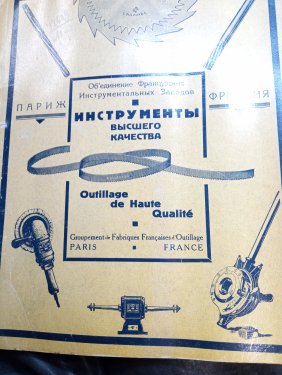 Об'единение Французских
Инструментальных Заводов
ПАРИЖ
ФРАНЦИЯ
ИНСТРУМЕНТЫ
ВЫСШЕГО
КАЧЕСТВА
Outillage
de Haute
Qualité
Groupement de Fabriques Françaises d'Outillage
PARIS
FRANCE